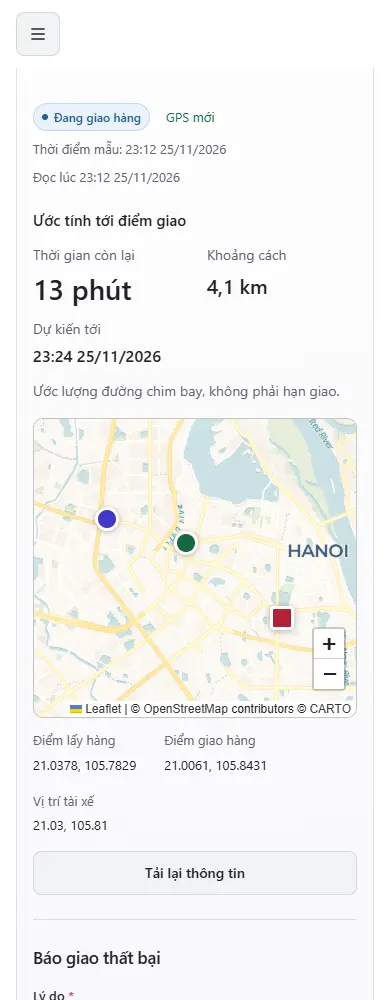 Đang giao hàng
GPS mới
Thời điểm mẫu: 23:12 25/11/2026
Đọc lúc 23:12 25/11/2026
Ước tính tới điểm giao
Thời gian còn lại
Khoảng cách
13 phút
4,1 km
Dự kiến tới
23:24 25/11/2026
Ước lượng đường chim bay, không phải hạn giao.
Red River
HANOI
+
−
Leaflet | © OpenStreetMap contributors © CARTO
Điểm lấy hàng
Điểm giao hàng
21.0378, 105.7829
21.0061, 105.8431
Vị trí tài xế
21.03, 105.81
Tải lại thông tin
Báo giao thất bại
Lý do *